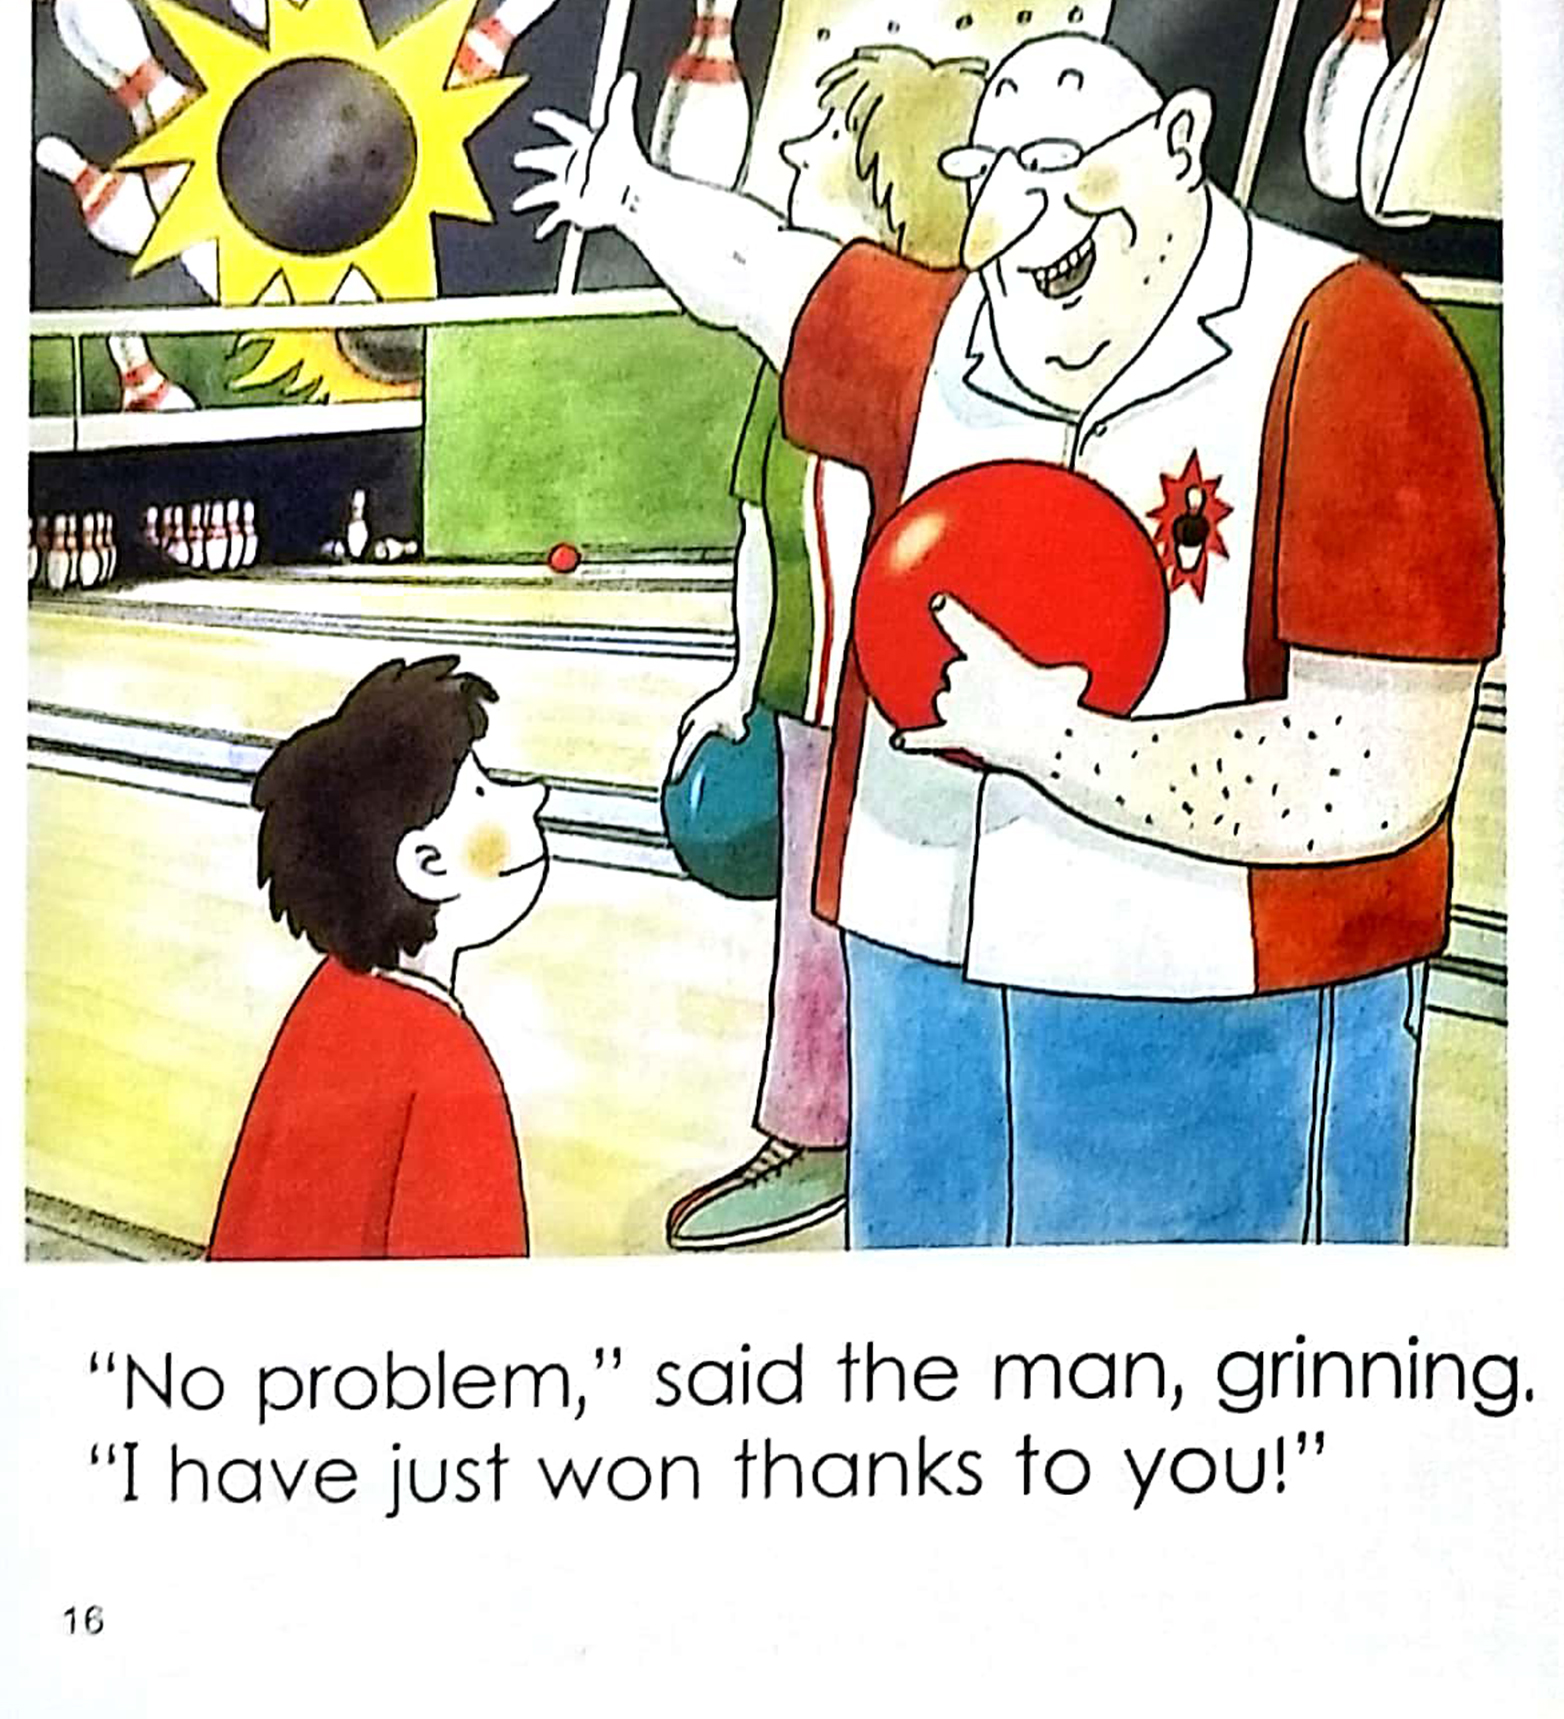 “No problem,” said the man, grinning.
“I have just won thanks to you!”
16